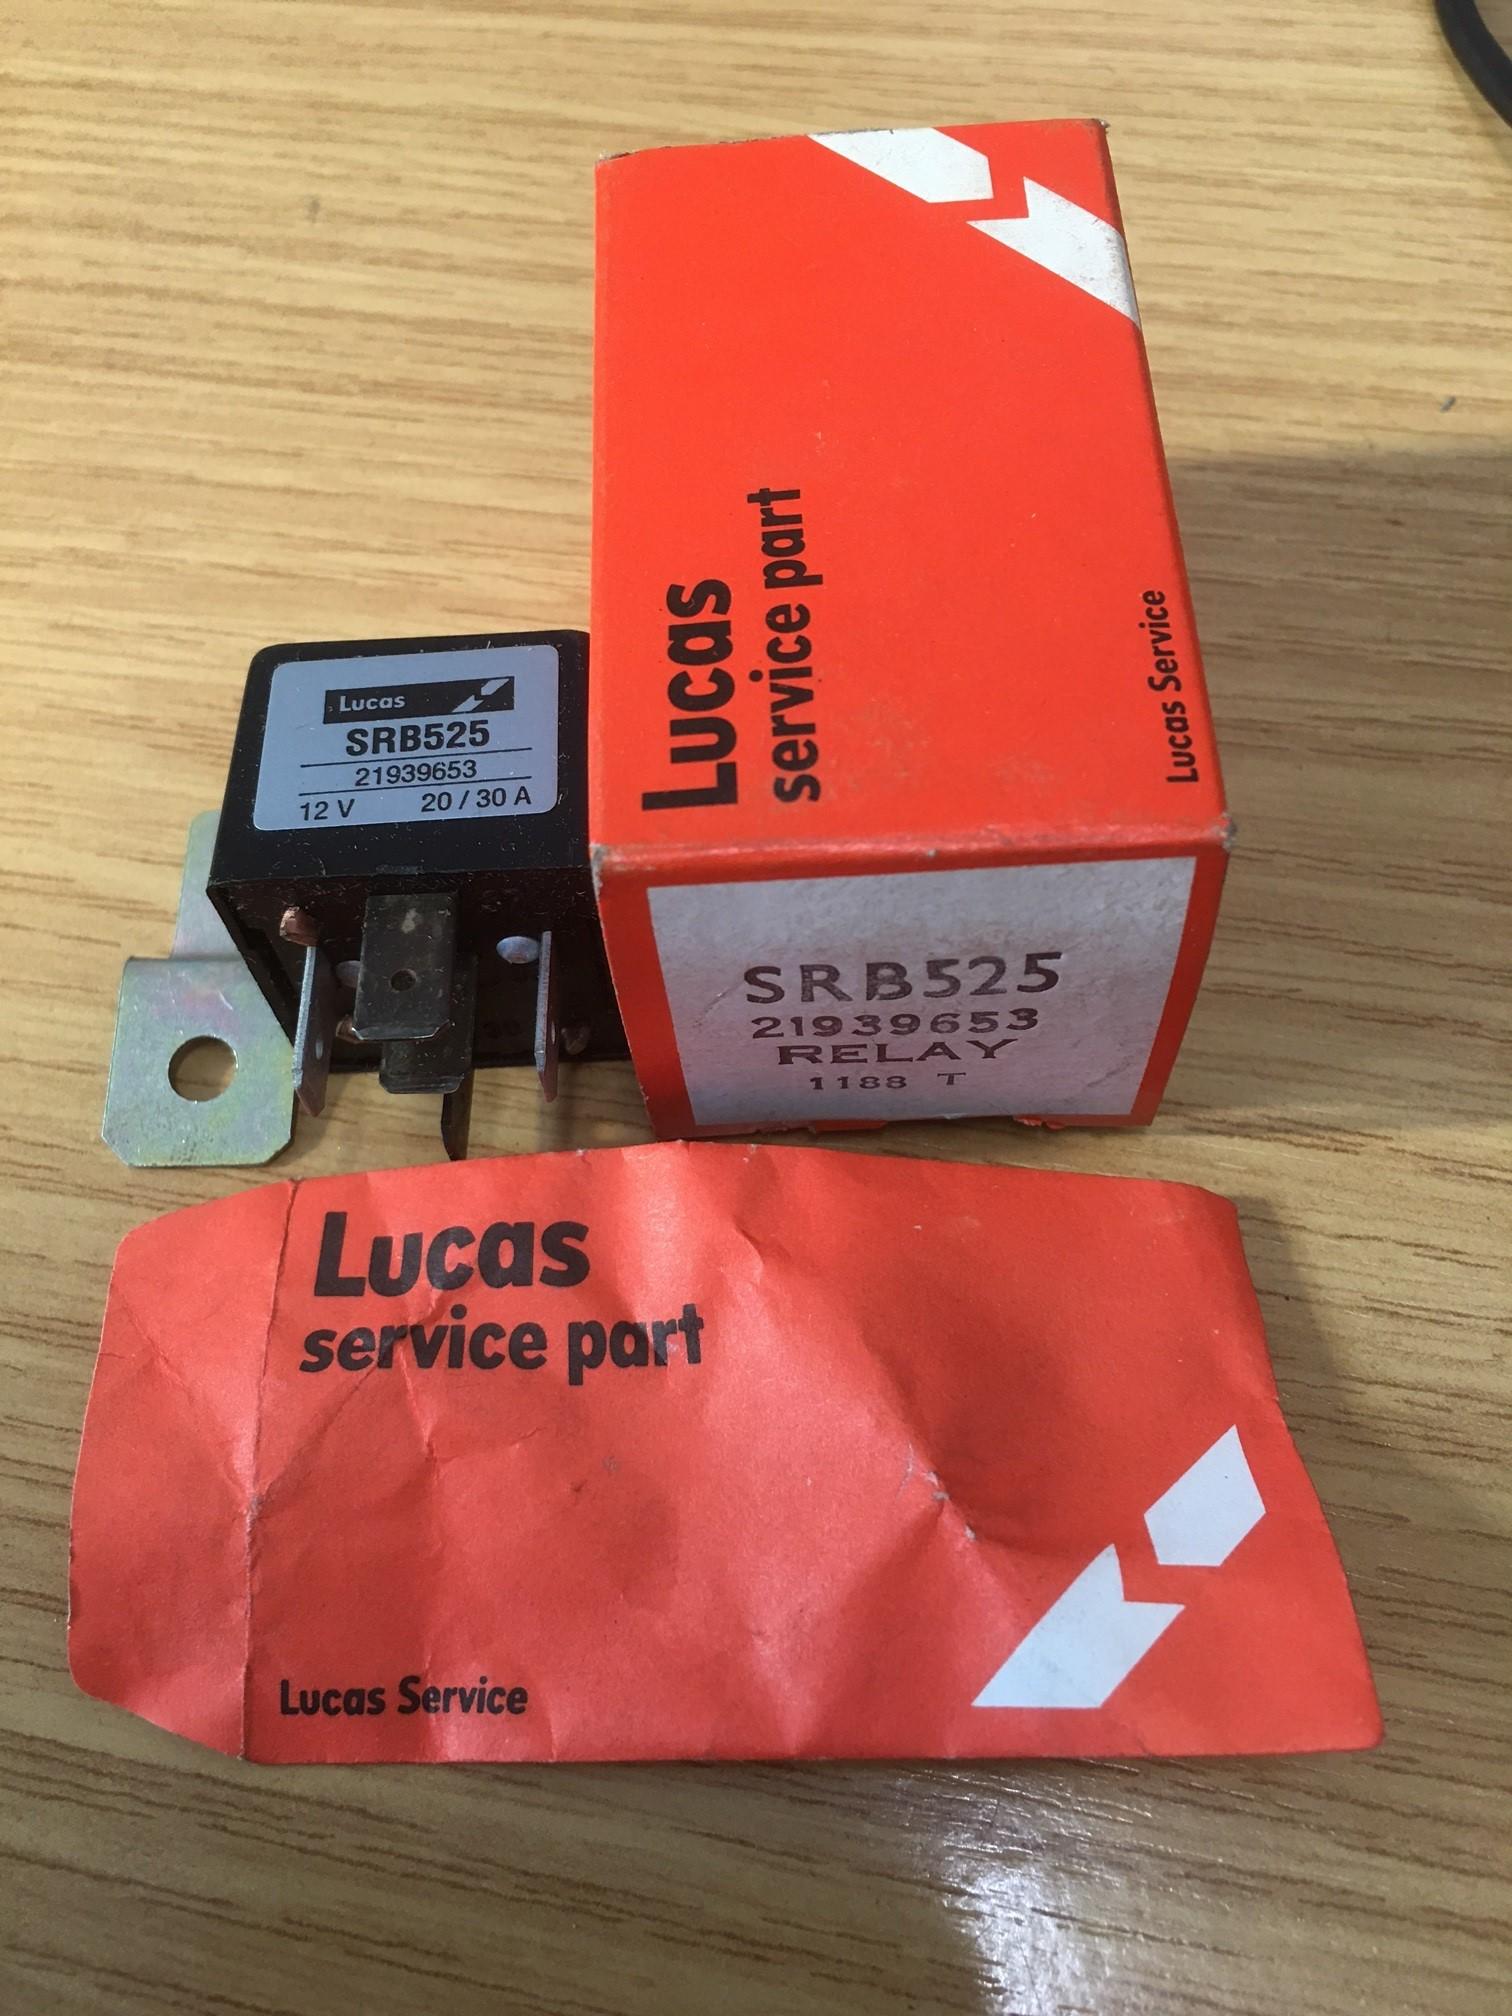 Lucas
SRB525
21939653
12 V 20 / 30 A
Lucas
service part
Lucas Service
SRB525
21939653
RELAY
1188 T
Lucas
service part
Lucas Service